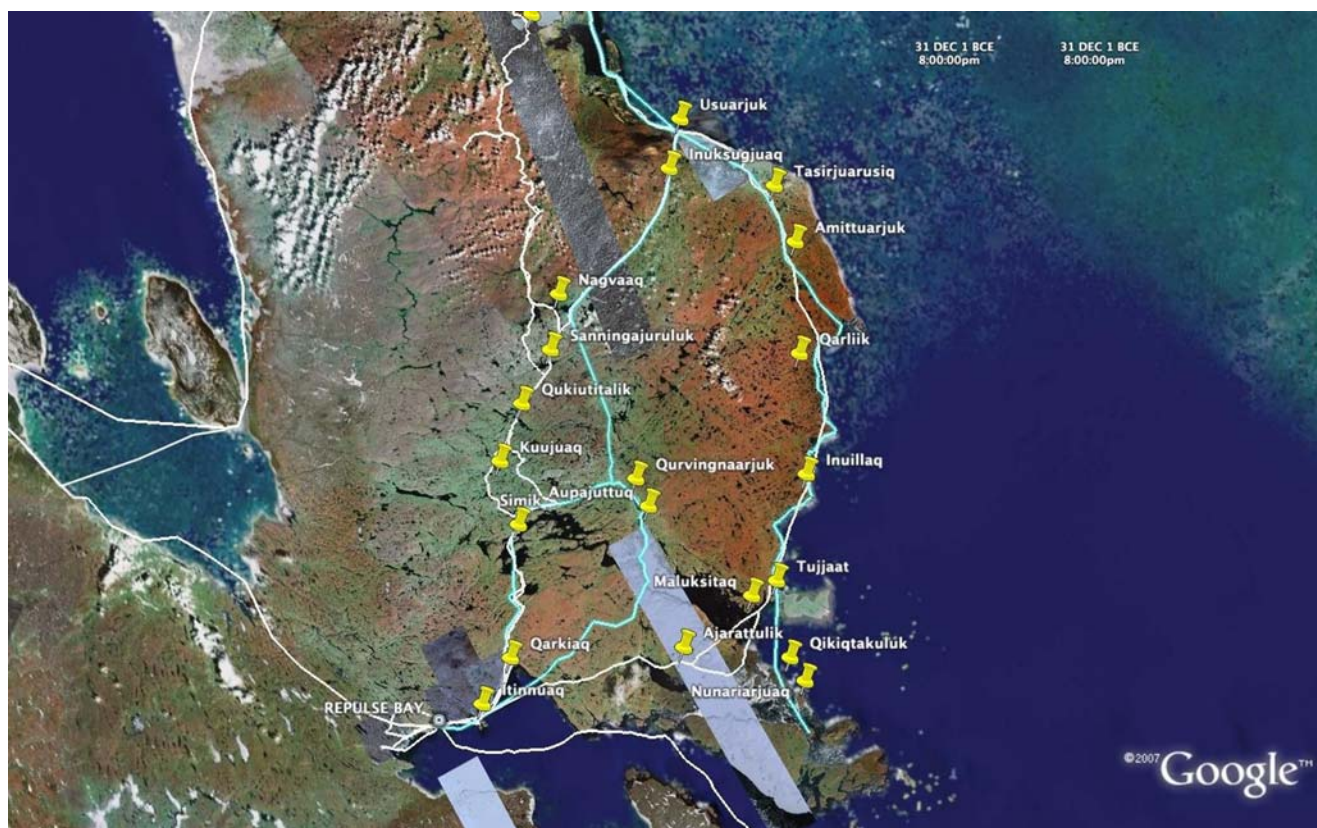 31 DEC 1 BCE 31 DEC 1 BCE
8:00:00pm 8:00:00pm
Usuarjuk
Inuksugjuaq
Tasirjuarusiq
Amittuarjuk
Nagvaaq
Sanningajuruluk
Qarliik
Qukiutitalik
Kuujuaq
Inuillaq
Qurvingnaarjuk
Aupajuttuq
Simik
Tujjaat
Maluksitaq
Ajarattulik
Qikiqtakuluk
Qarkiaq
Nunariarjuaq
Itinnuaq
REPULSE BAY
©2007 Google™